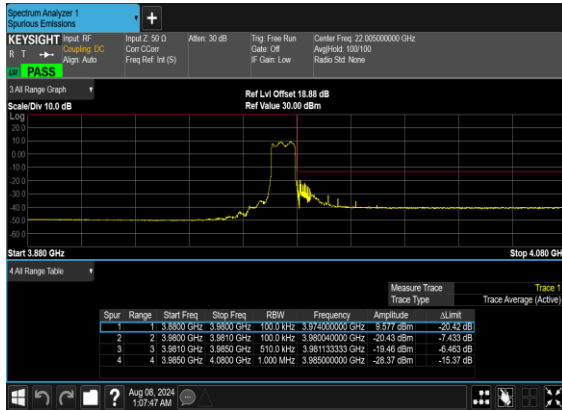 Spectrum Analyzer 1
Spurious Emissions
KEYSIGHT
R T
LXI PASS
Input: RF
Coupling: DC
Align: Auto
Input Z: 50 Ω
Corr CCorr
Freq Ref: Int (S)
Atten: 30 dB
Trig: Free Run
Gate: Off
IF Gain: Low
Center Freq: 22.005000000 GHz
Avg|Hold: 100/100
Radio Std: None
3 All Range Graph
Scale/Div 10.0 dB
Ref Lvl Offset 18.88 dB
Ref Value 30.00 dBm
Log
20.0
10.0
0.00
-10.0
-20.0
-30.0
-40.0
-50.0
-60.0
Start 3.880 GHz
Stop 4.080 GH
4 All Range Table
Measure Trace Trace 1
Trace Type Trace Average (Active)
Spur Range Start Freq Stop Freq RBW Frequency Amplitude ΔLimit
1 1 3.8800 GHz 3.9800 GHz 100.0 kHz 3.974000000 GHz 9.577 dBm -20.42 dB
2 2 3.9800 GHz 3.9810 GHz 100.0 kHz 3.980040000 GHz -20.43 dBm -7.433 dB
3 3 3.9810 GHz 3.9850 GHz 510.0 kHz 3.981133333 GHz -19.46 dBm -6.463 dB
4 4 3.9850 GHz 4.0800 GHz 1.000 MHz 3.985000000 GHz -28.37 dBm -15.37 dB
Aug 08, 2024
1:07:47 AM